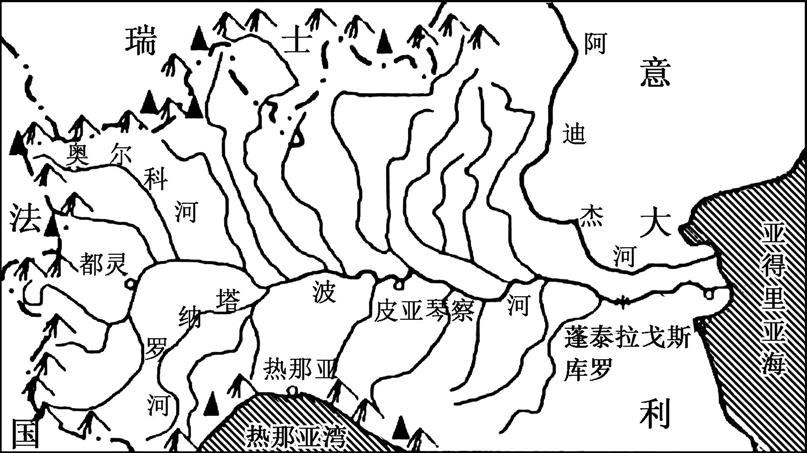 瑞士
意大利
法国
阿迪杰河
奥尔科河
都灵
塔纳罗河
波河
皮亚琴察
蓬泰拉戈斯
库罗
热那亚
热那亚湾
亚得里亚海